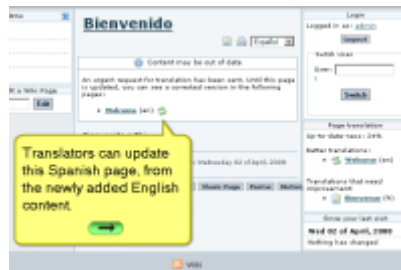 Menu
Bienvenido
Español
Content may be out of date
An urgent request for translation has been sent. Until this page
is updated, you can see a corrected version in the following
pages:
Welcome (en)
t a Wiki Page
Edit
Translators can update
this Spanish page, from
the newly added English
content.
Wednesday 02 of April, 2008
Login
Logged in as: admin
Logout
Switch User
User:
Switch
Page translation
Up-to-date-ness: 24%
Better translations:
Welcome (en)
Translations that need
improvement:
Bienvenue (fr)
Since your last visit
Wed 02 of April, 2008
Nothing has changed
Wiki